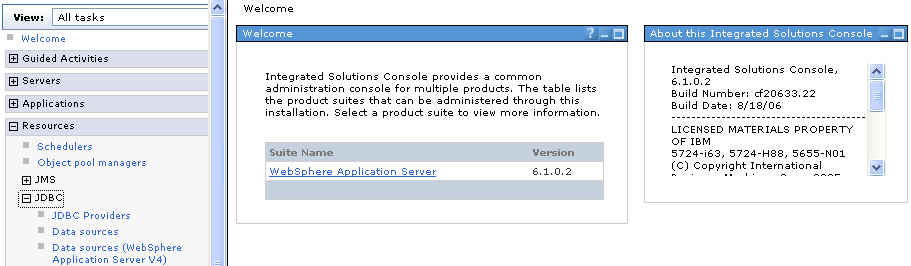 View: All tasks
Welcome
Guided Activities
Servers
Applications
Resources
Schedulers
Object pool managers
JMS
JDBC
JDBC Providers
Data sources
Data sources (WebSphere
Application Server V4)
Welcome
Welcome
Integrated Solutions Console provides a common
administration console for multiple products. The table lists
the product suites that can be administered through this
installation. Select a product suite to view more information.
Suite Name Version
WebSphere Application Server 6.1.0.2
About this Integrated Solutions Console
Integrated Solutions Console,
6.1.0.2
Build Number: cf20633.22
Build Date: 8/18/06
LICENSED MATERIALS PROPERTY
OF IBM
5724-i63, 5724-H88, 5655-N01
(C) Copyright International